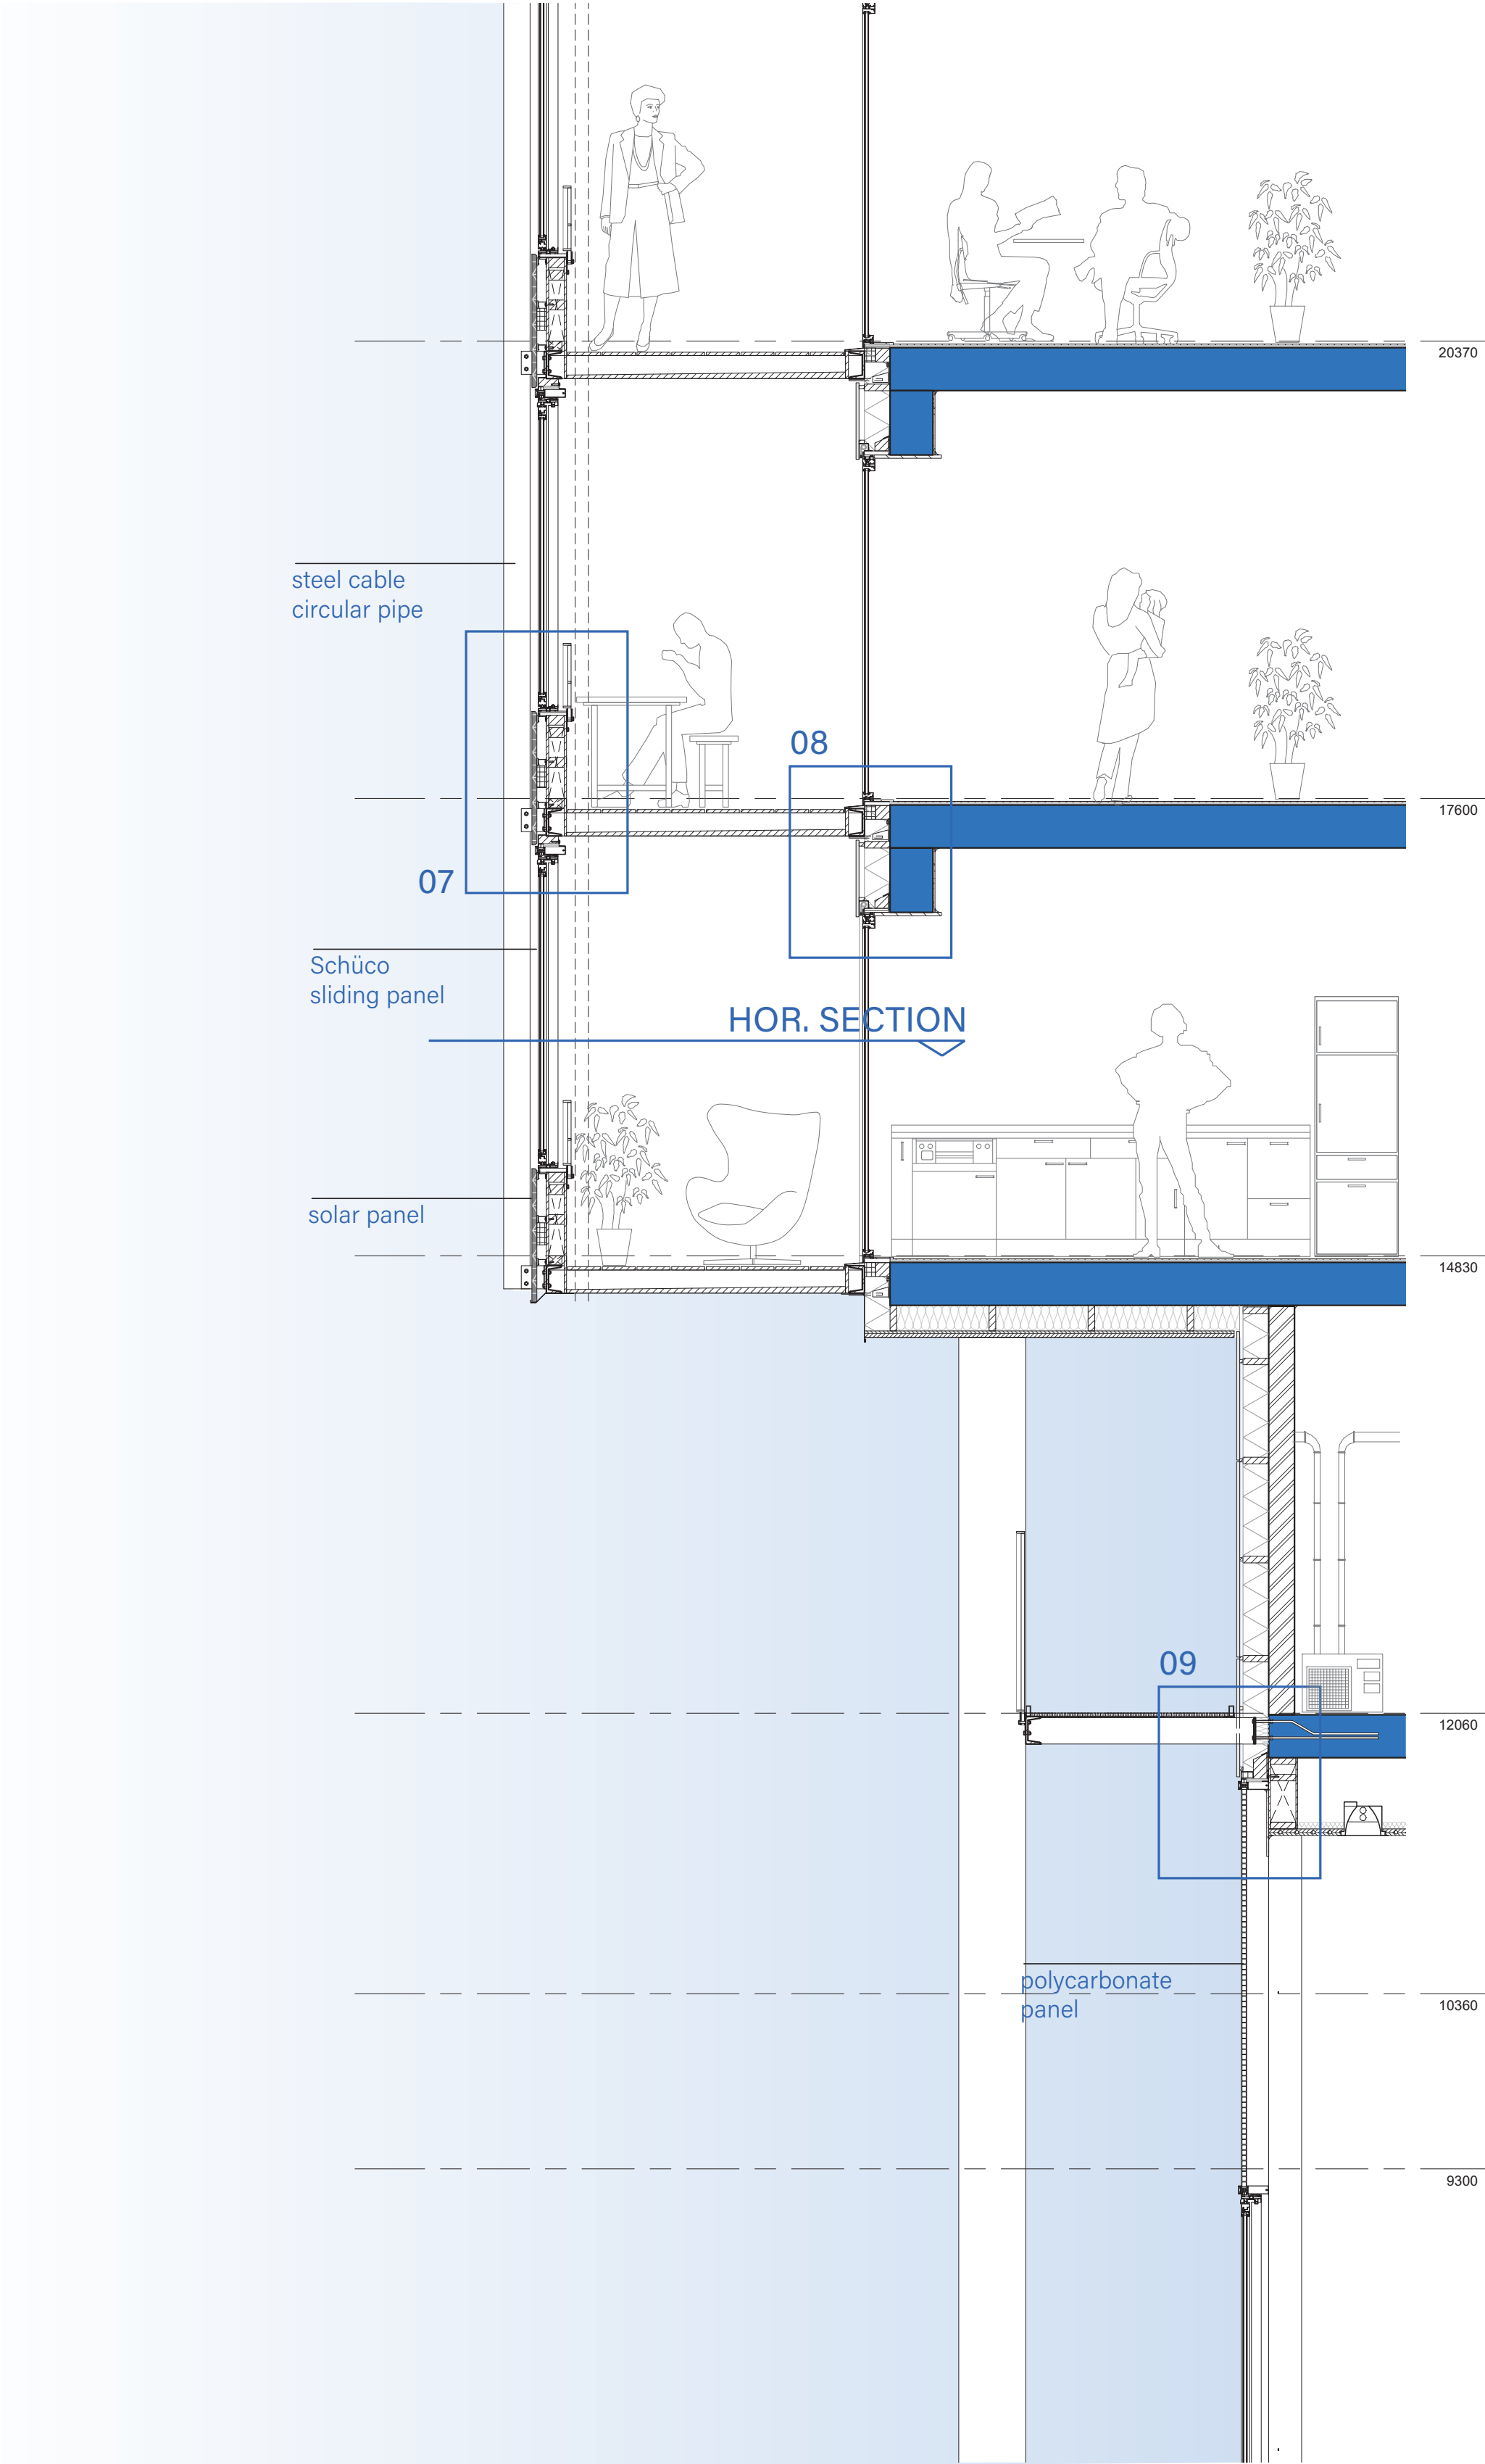 20370
steel cable
circular pipe
08
17600
07
Schüco
sliding panel
HOR. SECTION
solar panel
14830
09
12060
polycarbonate
panel
10360
9300